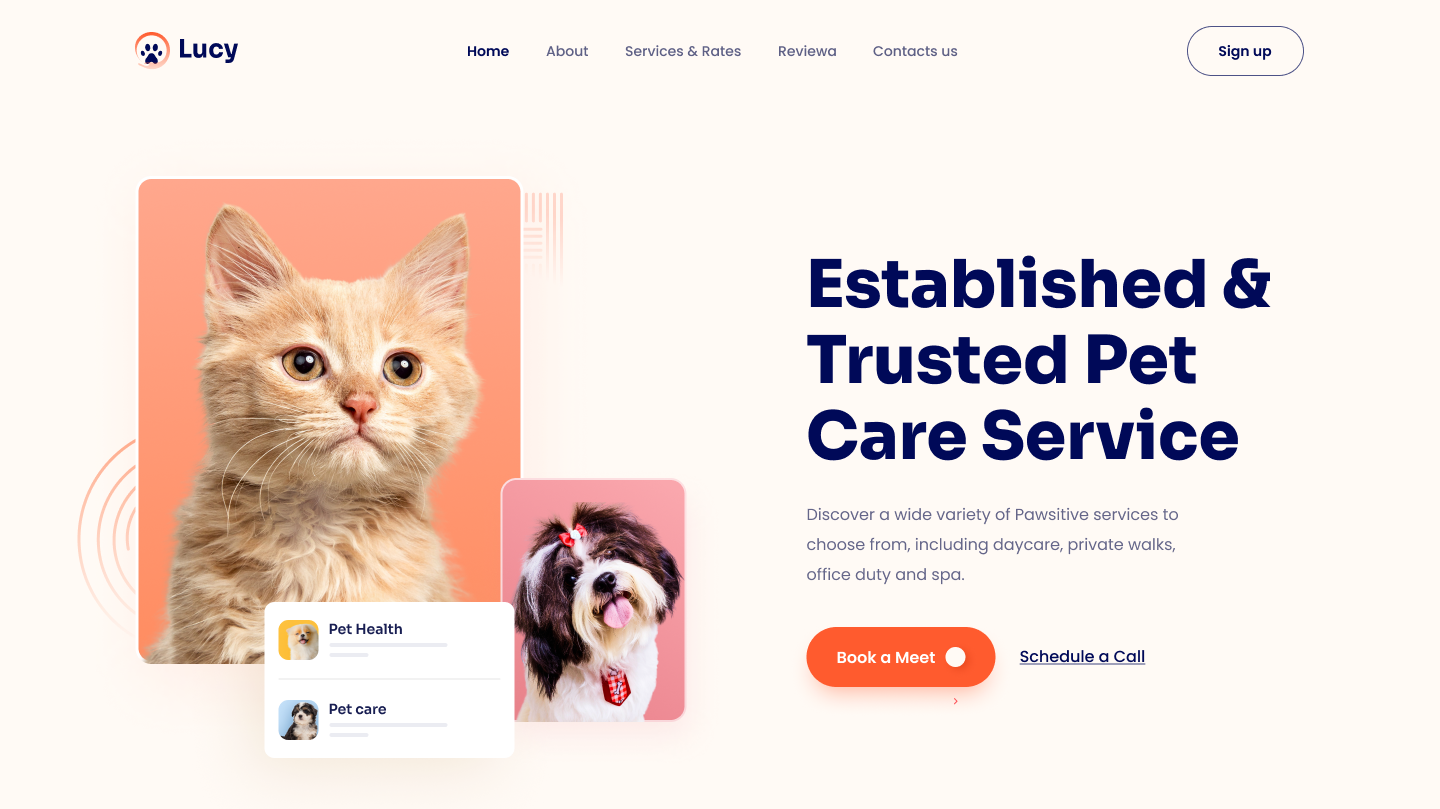 Lucy
Home
About
Services & Rates
Reviewa
Contacts us
Sign up
Established &
Trusted Pet
Care Service
Discover a wide variety of Pawsitive services to
choose from, including daycare, private walks,
office duty and spa.
Book a Meet
Schedule a Call
Pet Health
Pet care